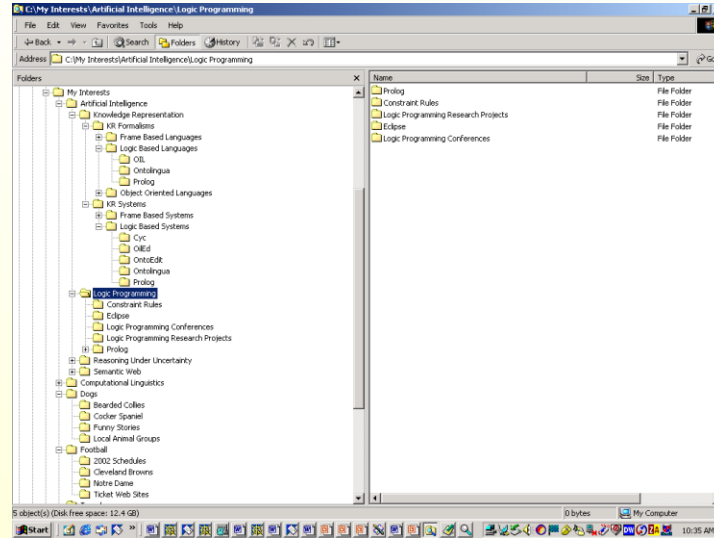 C:\My Interests\Artificial Intelligence\Logic Programming
File Edit View Favorites Tools Help
Back Search Folders History
Address C:\My Interests\Artificial Intelligence\Logic Programming Go
Folders
My Interests
Artificial Intelligence
Knowledge Representation
KR Formalisms
Frame Based Languages
Logic Based Languages
OIL
Ontolingua
Prolog
Object Oriented Languages
KR Systems
Frame Based Systems
Logic Based Systems
Cyc
OilEd
OntoEdit
Ontolingua
Prolog
Logic Programming
Constraint Rules
Eclipse
Logic Programming Conferences
Logic Programming Research Projects
Prolog
Reasoning Under Uncertainty
Semantic Web
Computational Linguistics
Dogs
Bearded Collies
Cocker Spaniel
Funny Stories
Local Animal Groups
Football
2002 Schedules
Cleveland Browns
Notre Dame
Ticket Web Sites
Name Size Type
Prolog File Folder
Constraint Rules File Folder
Logic Programming Research Projects File Folder
Eclipse File Folder
Logic Programming Conferences File Folder
5 object(s) (Disk free space: 12.4 GB) 0 bytes My Computer
Start 10:35 AM